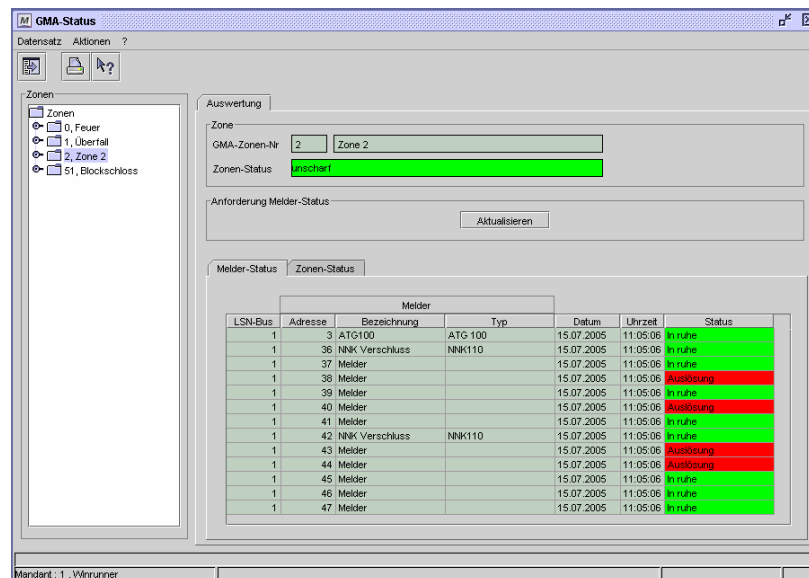 GMA-Status
Datensatz Aktionen ?
Zonen
Zonen
0, Feuer
1, Überfall
2, Zone 2
51, Blockschloss
Auswertung
Zone
GMA-Zonen-Nr 2 Zone 2
Zonen-Status unscharf
Anforderung Melder-Status
Aktualisieren
Melder-Status Zonen-Status
Melder
LSN-Bus Adresse Bezeichnung Typ Datum Uhrzeit Status
1 3 ATG100 ATG 100 15.07.2005 11:05:06 In ruhe
1 36 NNK Verschluss NNK110 15.07.2005 11:05:06 In ruhe
1 37 Melder 15.07.2005 11:05:06 In ruhe
1 38 Melder 15.07.2005 11:05:06 Auslösung
1 39 Melder 15.07.2005 11:05:06 In ruhe
1 40 Melder 15.07.2005 11:05:06 Auslösung
1 41 Melder 15.07.2005 11:05:06 In ruhe
1 42 NNK Verschluss NNK110 15.07.2005 11:05:06 In ruhe
1 43 Melder 15.07.2005 11:05:06 Auslösung
1 44 Melder 15.07.2005 11:05:06 Auslösung
1 45 Melder 15.07.2005 11:05:06 In ruhe
1 46 Melder 15.07.2005 11:05:06 In ruhe
1 47 Melder 15.07.2005 11:05:06 In ruhe
Mandant : 1 , Winrunner